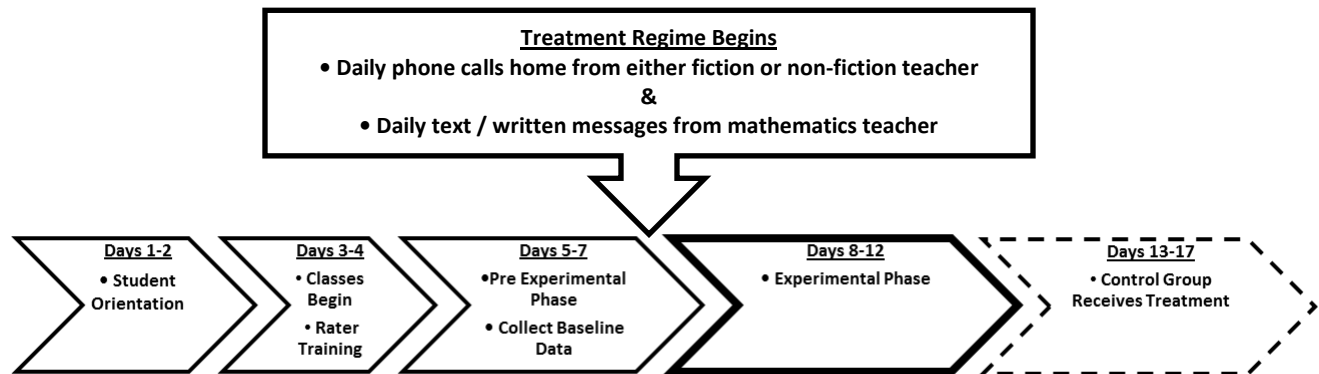 Treatment Regime Begins
• Daily phone calls home from either fiction or non-fiction teacher
&
• Daily text / written messages from mathematics teacher
Days 1-2
• Student
Orientation
Days 3-4
• Classes
Begin
• Rater
Training
Days 5-7
•Pre Experimental
Phase
• Collect Baseline
Data
Days 8-12
• Experimental Phase
Days 13-17
• Control Group
Receives Treatment